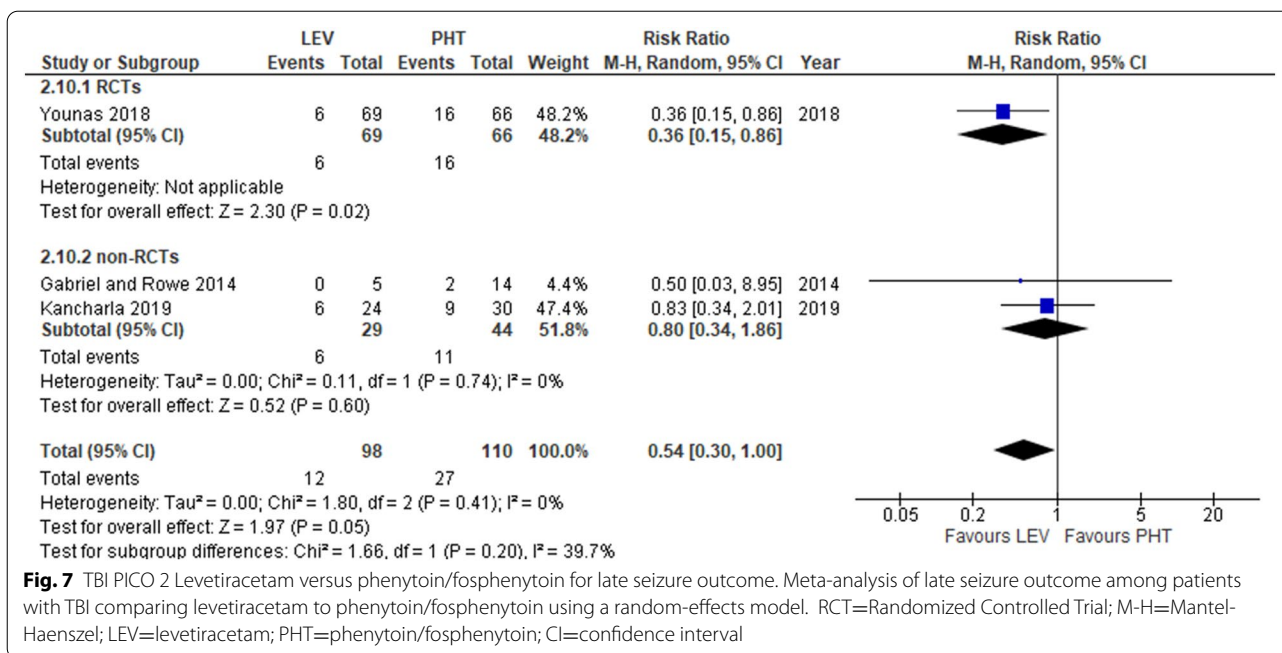 LEV PHT Risk Ratio Risk Ratio
Study or Subgroup Events Total Events Total Weight M-H, Random, 95% CI Year M-H, Random, 95% CI
2.10.1 RCTs
Younas 2018 6 69 16 66 48.2% 0.36 [0.15, 0.86] 2018
Subtotal (95% CI) 69 66 48.2% 0.36 [0.15, 0.86]
Total events 6 16
Heterogeneity: Not applicable
Test for overall effect: Z = 2.30 (P = 0.02)
2.10.2 non-RCTs
Gabriel and Rowe 2014 0 5 2 14 4.4% 0.50 [0.03, 8.95] 2014
Kancharla 2019 6 24 9 30 47.4% 0.83 [0.34, 2.01] 2019
Subtotal (95% CI) 29 44 51.8% 0.80 [0.34, 1.86]
Total events 6 11
Heterogeneity: Tau² = 0.00; Chi² = 0.11, df = 1 (P = 0.74); I² = 0%
Test for overall effect: Z = 0.52 (P = 0.60)
Total (95% CI) 98 110 100.0% 0.54 [0.30, 1.00]
Total events 12 27
Heterogeneity: Tau² = 0.00; Chi² = 1.80, df = 2 (P = 0.41); I² = 0%
Test for overall effect: Z = 1.97 (P = 0.05)
Test for subgroup differences: Chi² = 1.66, df = 1 (P = 0.20), I² = 39.7%
0.05 0.2 1 5 20
Favours LEV Favours PHT
Fig. 7 TBI PICO 2 Levetiracetam versus phenytoin/fosphenytoin for late seizure outcome. Meta-analysis of late seizure outcome among patients
with TBI comparing levetiracetam to phenytoin/fosphenytoin using a random-effects model. RCT=Randomized Controlled Trial; M-H=Mantel-
Haenszel; LEV=levetiracetam; PHT=phenytoin/fosphenytoin; CI=confidence interval